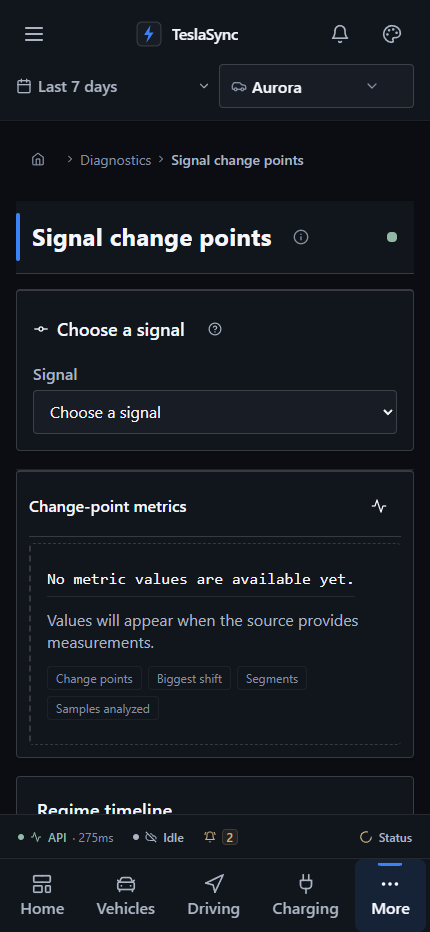 TeslaSync
Last 7 days
Aurora
Diagnostics
Signal change points
Signal change points
Choose a signal
Signal
Choose a signal
Change-point metrics
No metric values are available yet.
Values will appear when the source provides
measurements.
Change points
Biggest shift
Segments
Samples analyzed
Regime timeline
API · 275ms
Idle
2
Status
Home
Vehicles
Driving
Charging
More